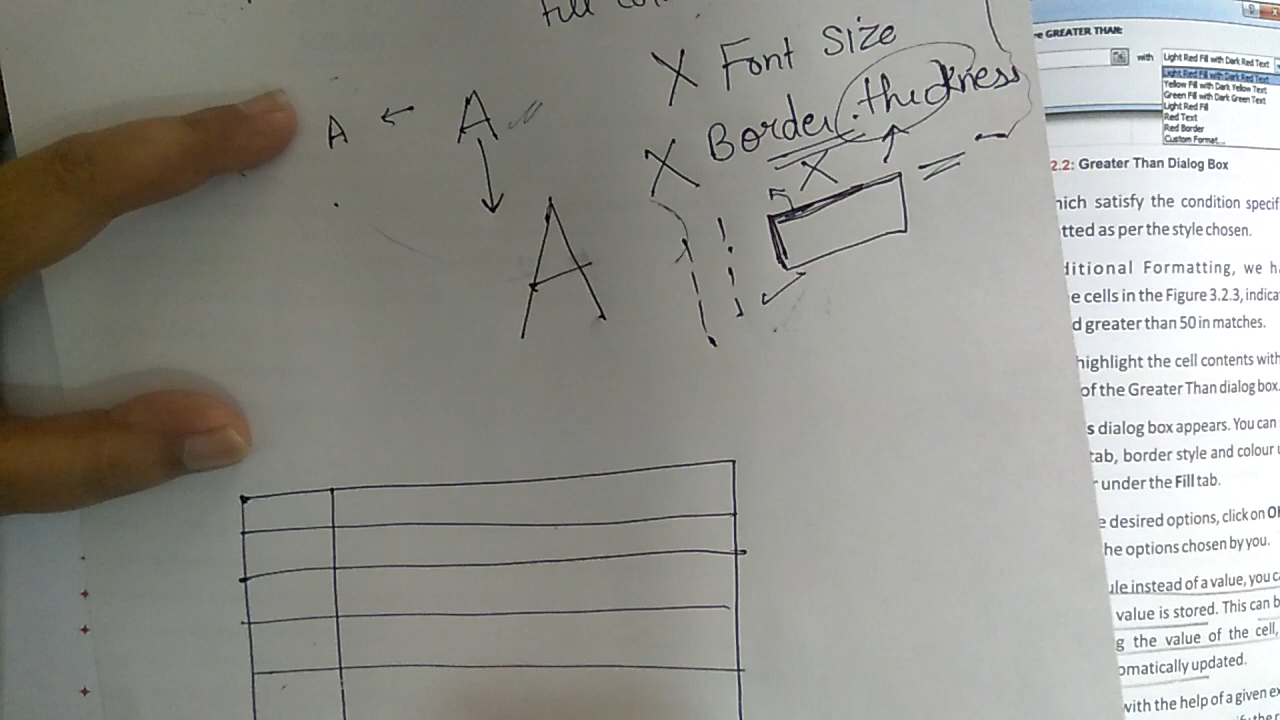 fill
X Font Size
X Border. thickness
A ← A
X
A
e GREATER THAN:
with Light Red Fill with Dark Red Text
Light Red Fill with Dark Red Text
Yellow Fill with Dark Yellow Text
Green Fill with Dark Green Text
Light Red Fill
Red Text
Red Border
Custom Format...
2.2: Greater Than Dialog Box
hich satisfy the condition specif
tted as per the style chosen.
ditional Formatting, we h
e cells in the Figure 3.2.3, indica
d greater than 50 in matches.
highlight the cell contents with
of the Greater Than dialog box.
s dialog box appears. You can
tab, border style and colour
r under the Fill tab.
e desired options, click on O
he options chosen by you.
ule instead of a value, you c
value is stored. This can b
g the value of the cell,
omatically updated.
with the help of a given e